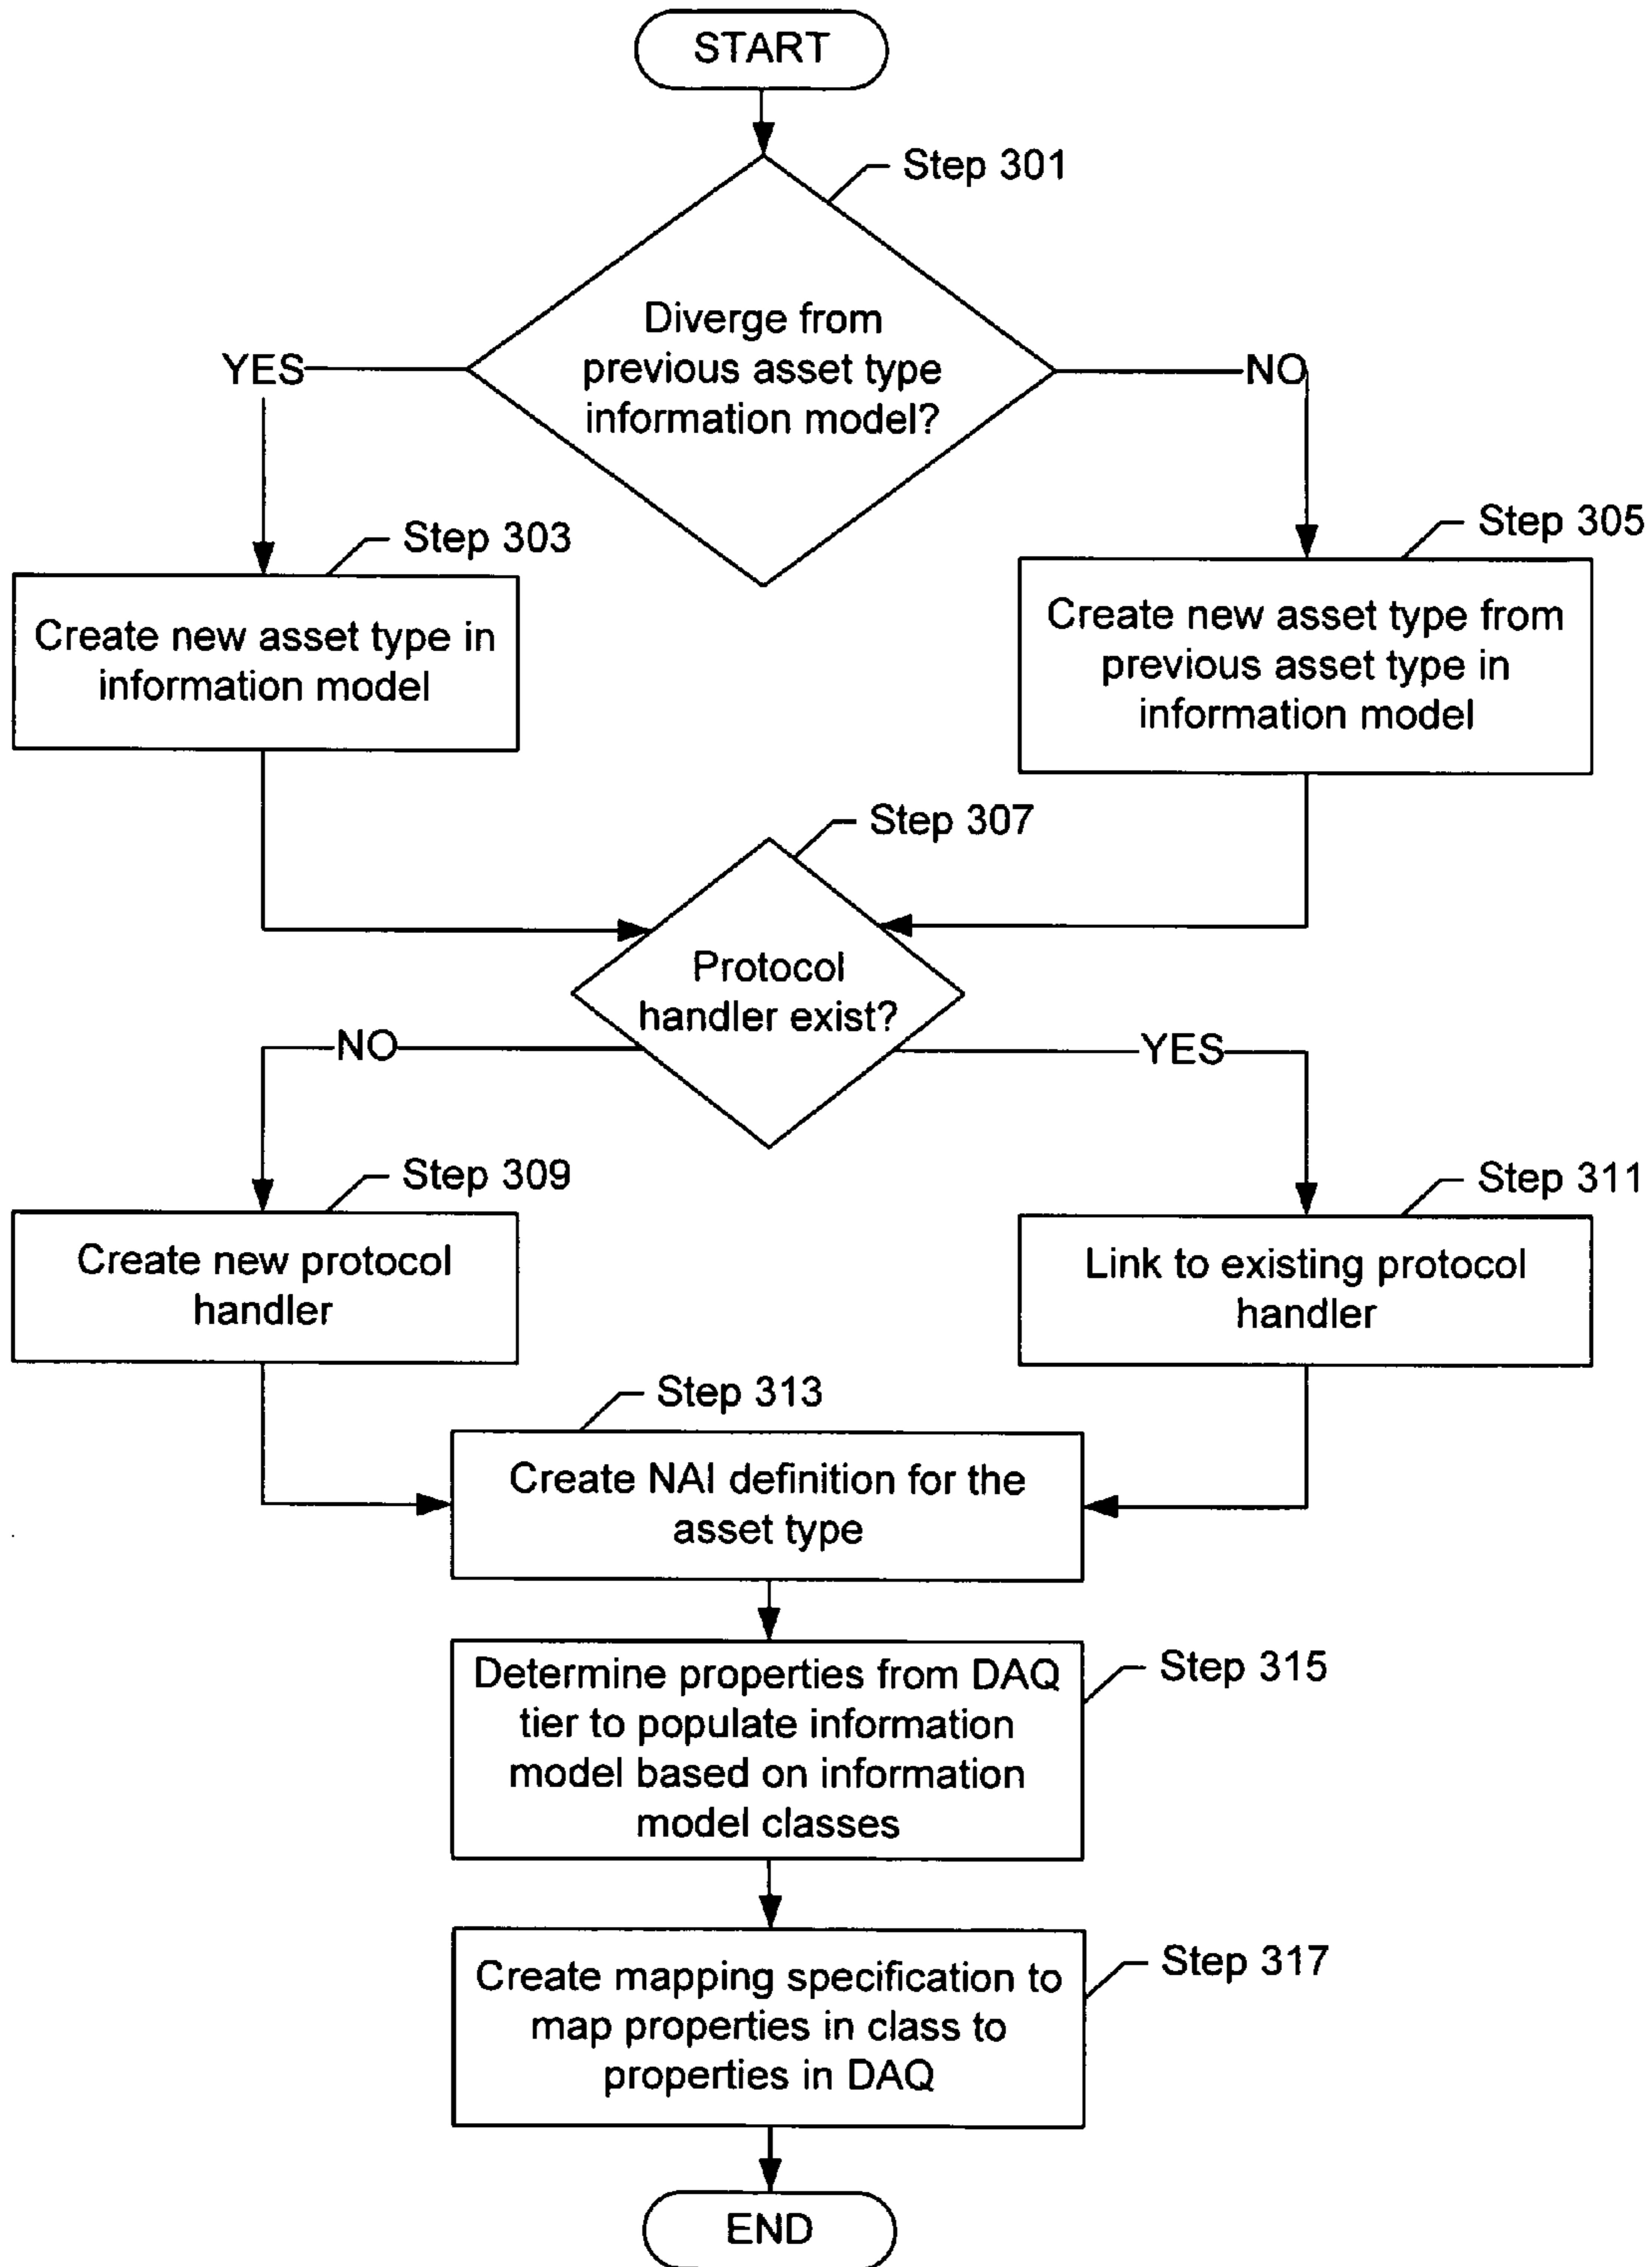 START
Step 301
Diverge from
previous asset type
information model?
YES
NO
Step 303
Step 305
Create new asset type in
information model
Create new asset type from
previous asset type in
information model
Step 307
Protocol
handler exist?
NO
YES
Step 309
Step 311
Create new protocol
handler
Link to existing protocol
handler
Step 313
Create NAI definition for the
asset type
Determine properties from DAQ
tier to populate information
model based on information
model classes
Step 315
Create mapping specification to
map properties in class to
properties in DAQ
Step 317
END